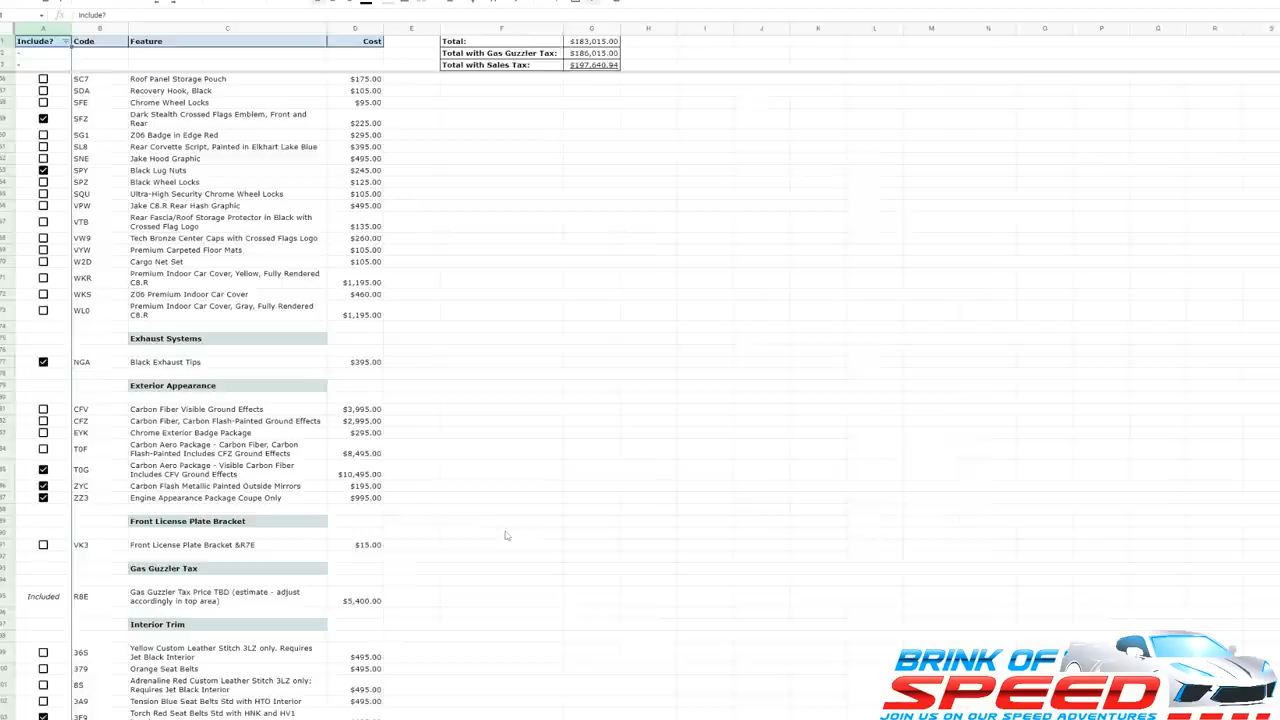 Include?
A B C D E F G H I J K L M N O P Q R S
Include? Code Feature Cost Total: $183,015.00
- Total with Gas Guzzler Tax: $186,015.00
- Total with Sales Tax: $197,640.94
SC7 Roof Panel Storage Pouch $175.00
SDA Recovery Hook, Black $105.00
SFE Chrome Wheel Locks $95.00
Dark Stealth Crossed Flags Emblem, Front and
SFZ Rear $225.00
SG1 Z06 Badge in Edge Red $295.00
SL8 Rear Corvette Script, Painted in Elkhart Lake Blue $395.00
SNE Jake Hood Graphic $495.00
SPY Black Lug Nuts $245.00
SPZ Black Wheel Locks $125.00
SQU Ultra-High Security Chrome Wheel Locks $105.00
VPW Jake C8.R Rear Hash Graphic $495.00
Rear Fascia/Roof Storage Protector in Black with
VTB Crossed Flag Logo $135.00
VW9 Tech Bronze Center Caps with Crossed Flags Logo $260.00
VYW Premium Carpeted Floor Mats $105.00
W2D Cargo Net Set $105.00
Premium Indoor Car Cover, Yellow, Fully Rendered
WKR C8.R $1,195.00
WKS Z06 Premium Indoor Car Cover $460.00
Premium Indoor Car Cover, Gray, Fully Rendered
WL0 C8.R $1,195.00
Exhaust Systems
NGA Black Exhaust Tips $395.00
Exterior Appearance
CFV Carbon Fiber Visible Ground Effects $3,995.00
CFZ Carbon Fiber, Carbon Flash-Painted Ground Effects $2,995.00
EYK Chrome Exterior Badge Package $295.00
Carbon Aero Package - Carbon Fiber, Carbon
T0F Flash-Painted Includes CFZ Ground Effects $8,495.00
Carbon Aero Package - Visible Carbon Fiber
T0G Includes CFV Ground Effects $10,495.00
ZYC Carbon Flash Metallic Painted Outside Mirrors $195.00
ZZ3 Engine Appearance Package Coupe Only $995.00
Front License Plate Bracket
VK3 Front License Plate Bracket &R7E $15.00
Gas Guzzler Tax
Gas Guzzler Tax Price TBD (estimate - adjust
Included R8E accordingly in top area) $5,400.00
Interior Trim
Yellow Custom Leather Stitch 3LZ only. Requires
36S Jet Black Interior $495.00
379 Orange Seat Belts $495.00
Adrenaline Red Custom Leather Stitch 3LZ only;
8S Requires Jet Black Interior $495.00
3A9 Tension Blue Seat Belts Std with HTO Interior $495.00
3F9 Torch Red Seat Belts Std with HNK and HV1
BRINK OF
SPEED
JOIN US ON OUR SPEED ADVENTURES